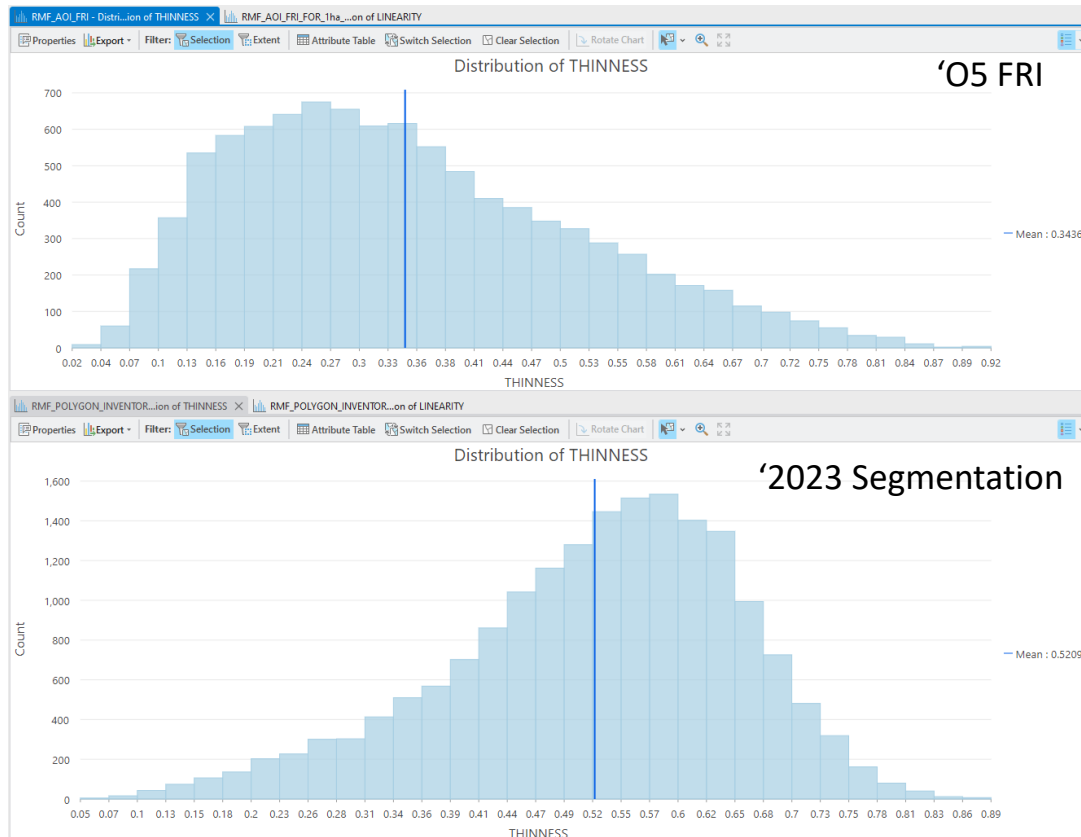 RMF_AOI_FRI - Distri...ion of THINNESS × RMF_AOI_FRI_FOR_1ha_...on of LINEARITY
Properties Export Filter: Selection Extent Attribute Table Switch Selection Clear Selection Rotate Chart
Distribution of THINNESS
‘O5 FRI
700
600
500
400
300
200
100
0
Count
Mean : 0.3436
0.02 0.04 0.07 0.1 0.13 0.16 0.19 0.21 0.24 0.27 0.3 0.33 0.36 0.38 0.41 0.44 0.47 0.5 0.53 0.55 0.58 0.61 0.64 0.67 0.7 0.72 0.75 0.78 0.81 0.84 0.87 0.89 0.92
THINNESS
RMF_POLYGON_INVENTOR...ion of THINNESS × RMF_POLYGON_INVENTOR...on of LINEARITY
Properties Export Filter: Selection Extent Attribute Table Switch Selection Clear Selection Rotate Chart
Distribution of THINNESS
‘2023 Segmentation
1,600
1,400
1,200
1,000
800
600
400
200
0
Count
Mean : 0.5209
0.05 0.07 0.1 0.13 0.15 0.18 0.2 0.23 0.26 0.28 0.31 0.34 0.36 0.39 0.41 0.44 0.47 0.49 0.52 0.55 0.57 0.6 0.62 0.65 0.68 0.7 0.73 0.76 0.78 0.81 0.83 0.86 0.89
THINNESS